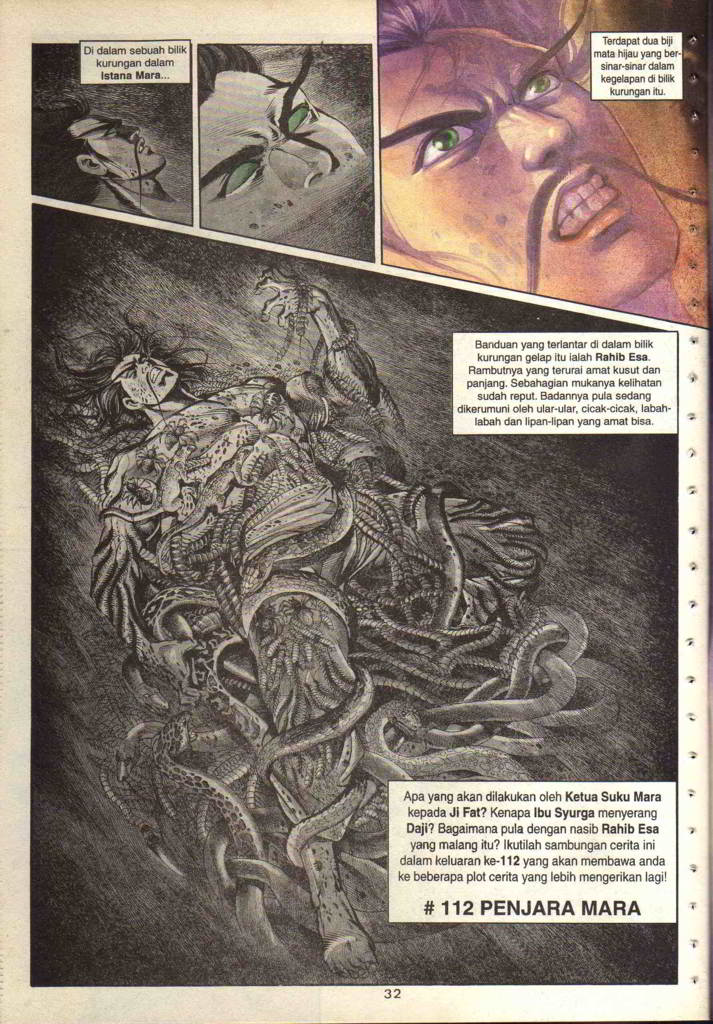 Di dalam sebuah bilik
kurungan dalam
Istana Mara...
Terdapat dua biji
mata hijau yang ber-
sinar-sinar dalam
kegelapan di bilik
kurungan itu.
Banduan yang terlantar di dalam bilik
kurungan gelap itu ialah Rahib Esa.
Rambutnya yang terurai amat kusut dan
panjang. Sebahagian mukanya kelihatan
sudah reput. Badannya pula sedang
dikerumuni oleh ular-ular, cicak-cicak, labah-
labah dan lipan-lipan yang amat bisa.
Apa yang akan dilakukan oleh Ketua Suku Mara
kepada Ji Fat? Kenapa Ibu Syurga menyerang
Daji? Bagaimana pula dengan nasib Rahib Esa
yang malang itu? Ikutilah sambungan cerita ini
dalam keluaran ke-112 yang akan membawa anda
ke beberapa plot cerita yang lebih mengerikan lagi!
# 112 PENJARA MARA
32